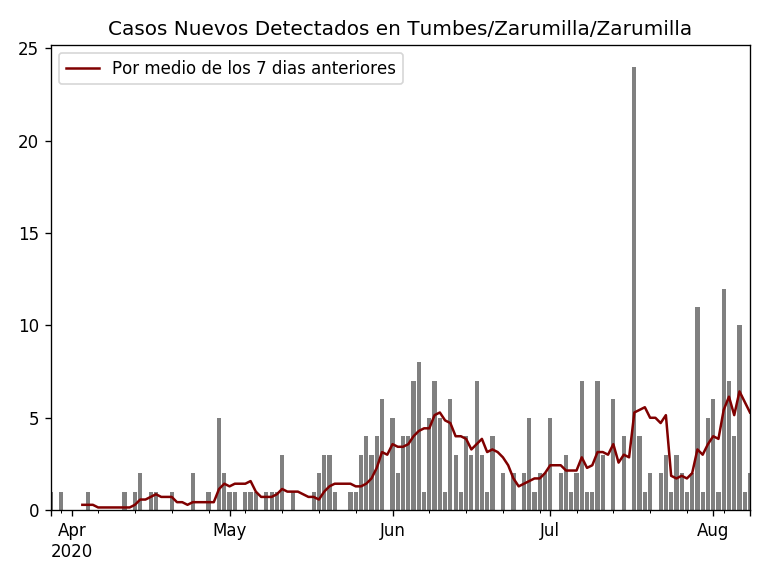 Casos Nuevos Detectados en Tumbes/Zarumilla/Zarumilla
Por medio de los 7 dias anteriores
25
20
15
10
5
0
Apr May Jun Jul Aug
2020